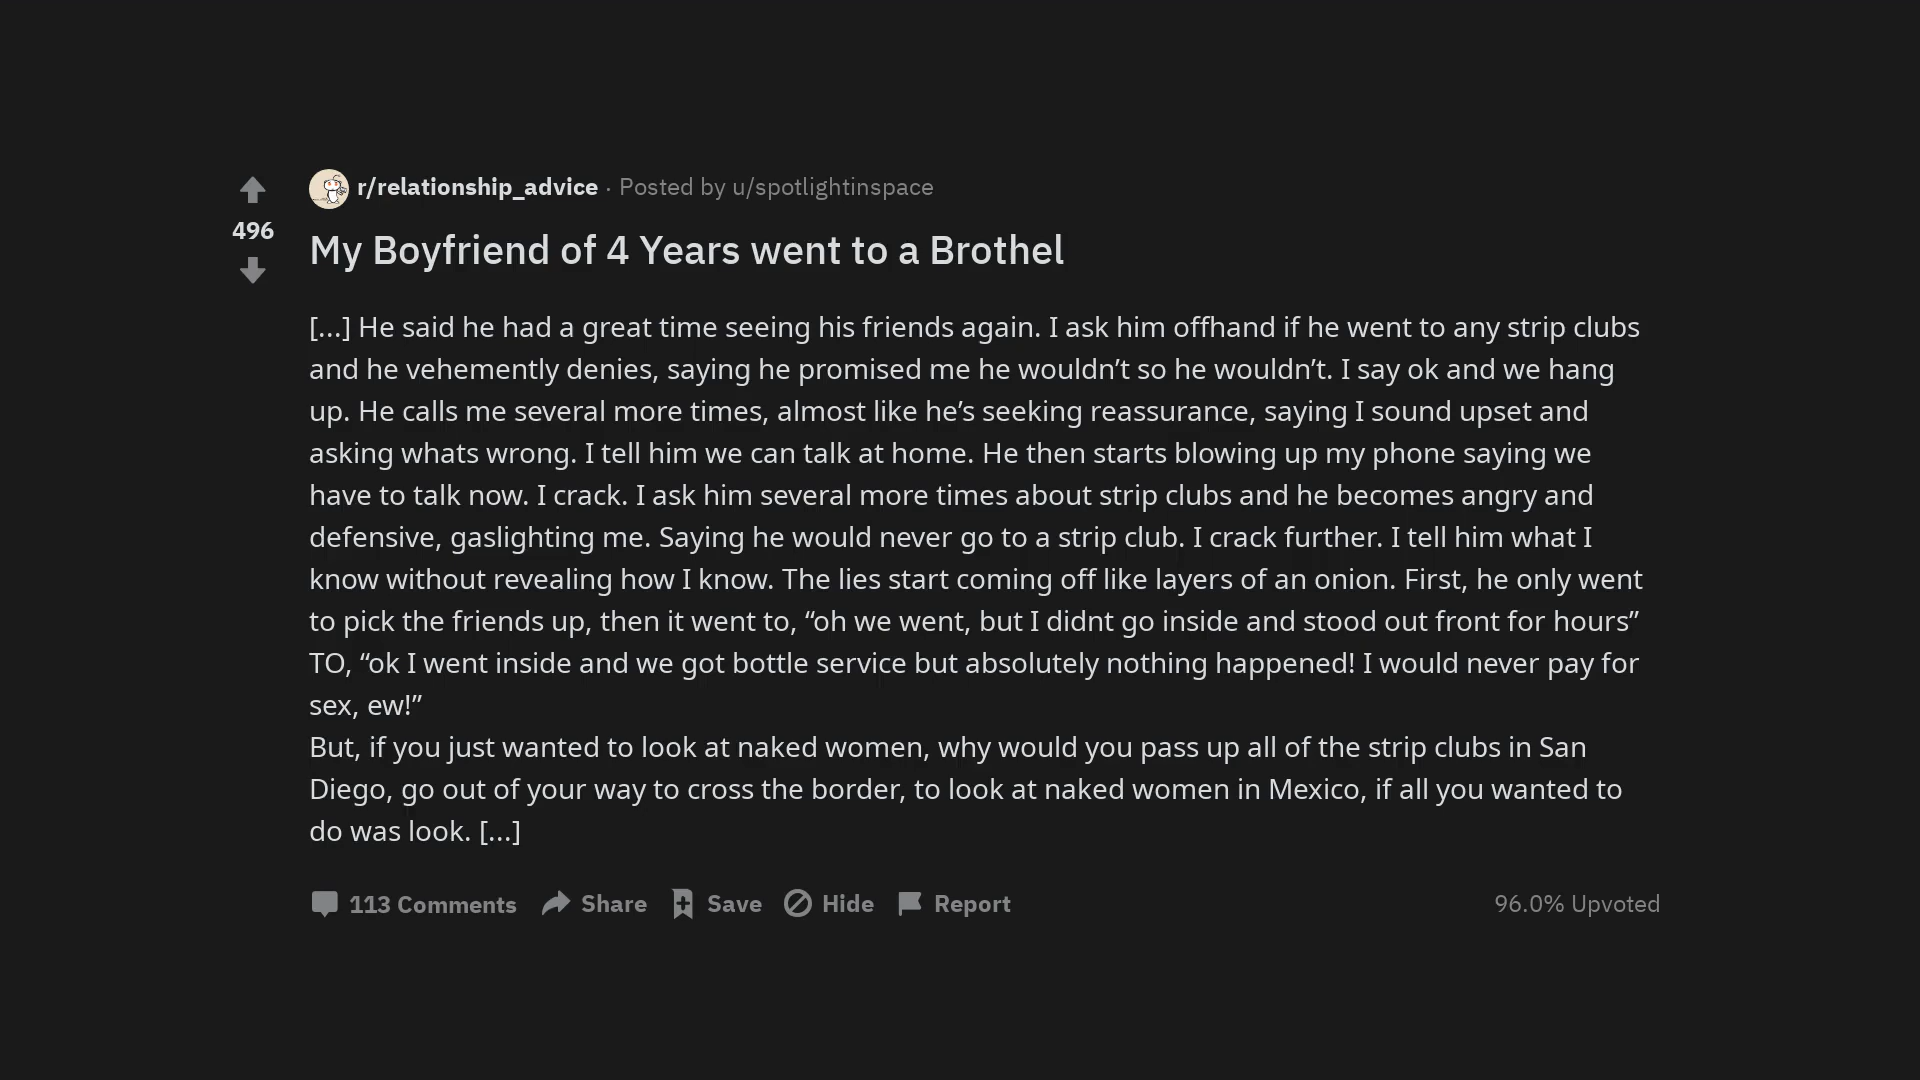 r/relationship_advice · Posted by u/spotlightinspace
496
My Boyfriend of 4 Years went to a Brothel
[...] He said he had a great time seeing his friends again. I ask him offhand if he went to any strip clubs
and he vehemently denies, saying he promised me he wouldn’t so he wouldn’t. I say ok and we hang
up. He calls me several more times, almost like he’s seeking reassurance, saying I sound upset and
asking whats wrong. I tell him we can talk at home. He then starts blowing up my phone saying we
have to talk now. I crack. I ask him several more times about strip clubs and he becomes angry and
defensive, gaslighting me. Saying he would never go to a strip club. I crack further. I tell him what I
know without revealing how I know. The lies start coming off like layers of an onion. First, he only went
to pick the friends up, then it went to, “oh we went, but I didnt go inside and stood out front for hours”
TO, “ok I went inside and we got bottle service but absolutely nothing happened! I would never pay for
sex, ew!”
But, if you just wanted to look at naked women, why would you pass up all of the strip clubs in San
Diego, go out of your way to cross the border, to look at naked women in Mexico, if all you wanted to
do was look. [...]
113 Comments Share Save Hide Report 96.0% Upvoted